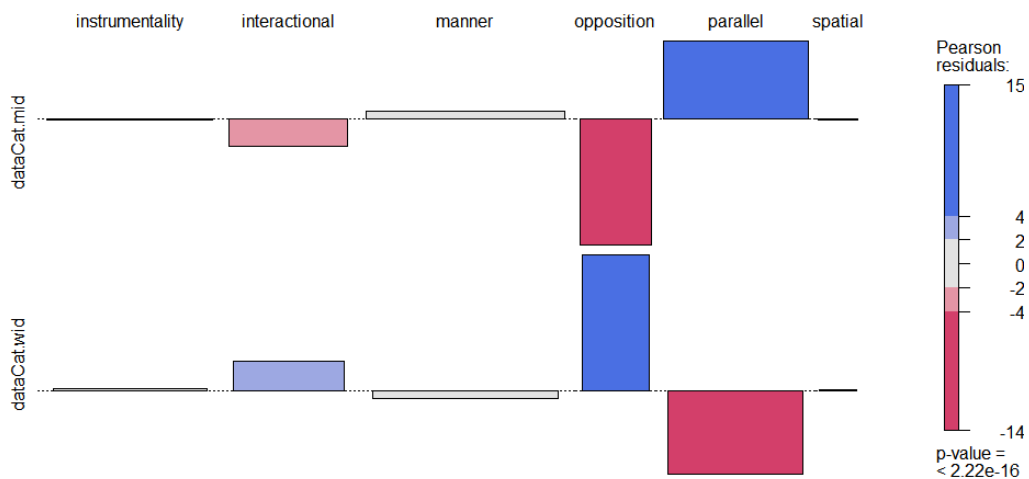 instrumentality interactional manner opposition parallel spatial
dataCat.mid
dataCat.wid
Pearson
residuals:
15
4
2
0
-2
-4
-14
p-value =
< 2.22e-16